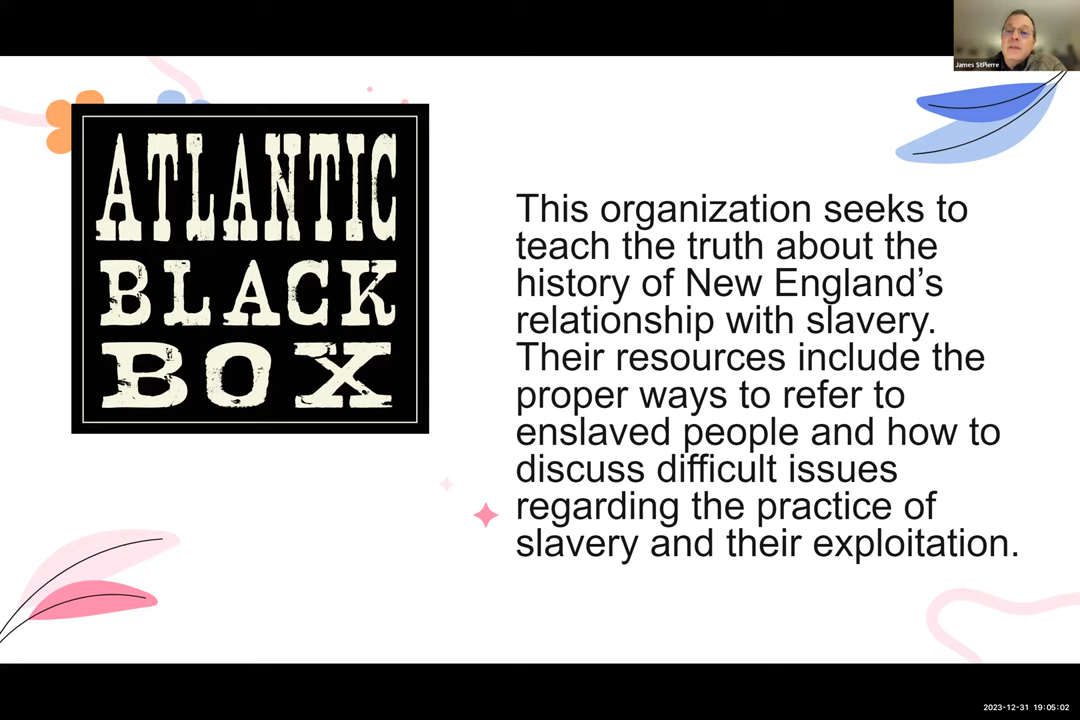 James StPierre
ATLANTIC
BLACK
BOX
This organization seeks to
teach the truth about the
history of New England’s
relationship with slavery.
Their resources include the
proper ways to refer to
enslaved people and how to
discuss difficult issues
regarding the practice of
slavery and their exploitation.
2023-12-31 19:05:02